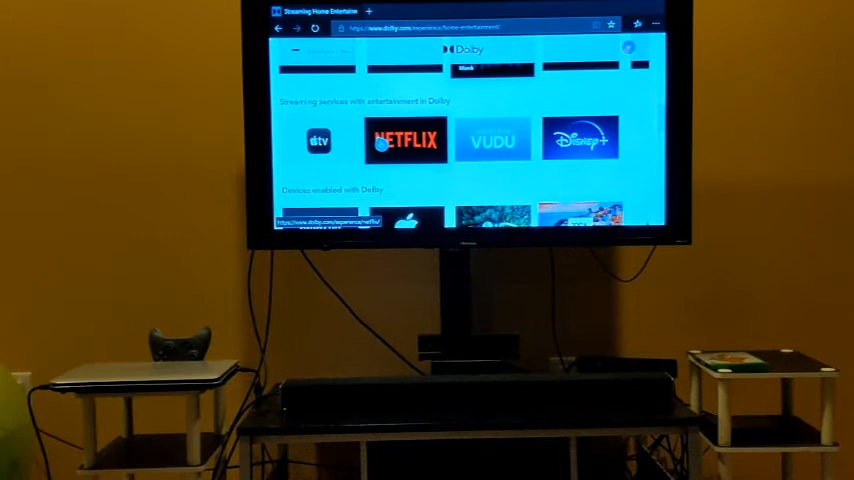 Streaming Home Entertainm
https://www.dolby.com/experience/home-entertainment/
Dolby
Streaming services with entertainment in Dolby
tv
NETFLIX
VUDU
Disney+
Devices enabled with Dolby
https://www.dolby.com/experience/netflix/